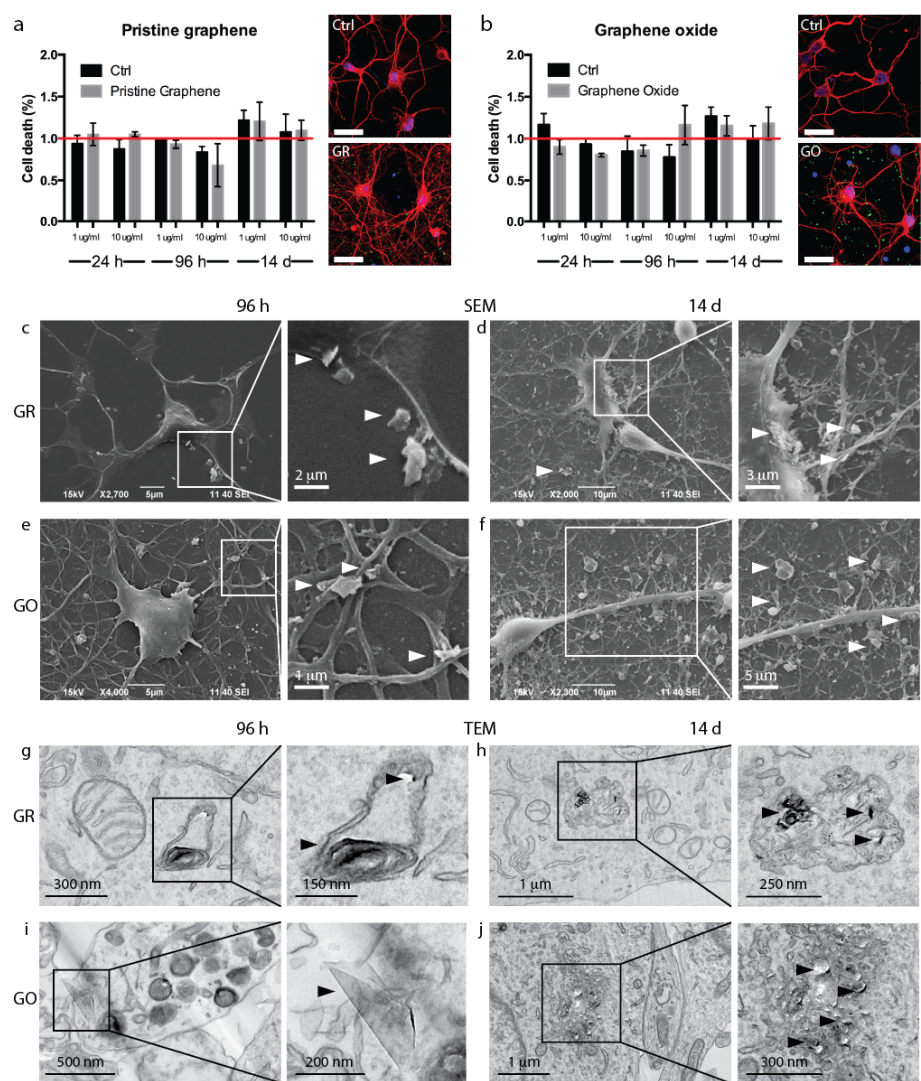 a
Pristine graphene
Cell death (%)
2.0
1.5
1.0
0.5
0.0
Ctrl
Pristine Graphene
1 ug/ml
10 ug/ml
1 ug/ml
10 ug/ml
1 ug/ml
10 ug/ml
24 h
96 h
14 d
Ctrl
GR
b
Graphene oxide
Cell death (%)
2.0
1.5
1.0
0.5
0.0
Ctrl
Graphene Oxide
1 ug/ml
10 ug/ml
1 ug/ml
10 ug/ml
1 ug/ml
10 ug/ml
24 h
96 h
14 d
Ctrl
GO
96 h
SEM
14 d
c
GR
15kV X2,700 5µm 11 40 SEI
2 µm
d
15kV X2,000 10µm 11 40 SEI
3 µm
e
GO
15kV X4,000 5µm 11 40 SEI
1 µm
f
15kV X2,300 10µm 11 40 SEI
5 µm
96 h
TEM
14 d
g
GR
300 nm
150 nm
h
1 µm
250 nm
i
GO
500 nm
200 nm
j
1 µm
300 nm